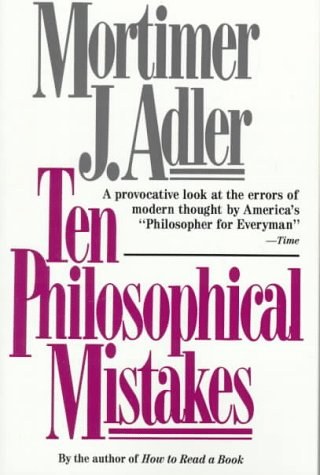 Mortimer
J. Adler
A provocative look at the errors of
modern thought by America's
"Philosopher for Everyman"
—Time
Ten
Philosophical
Mistakes
By the author of How to Read a Book